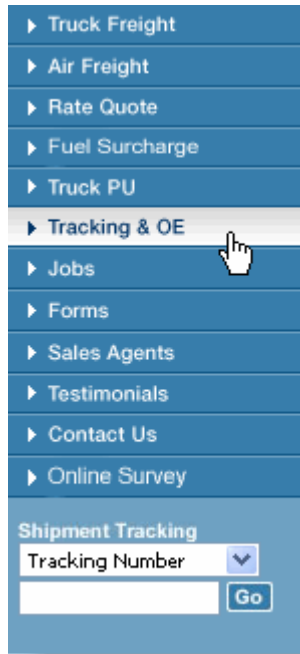 Truck Freight
Air Freight
Rate Quote
Fuel Surcharge
Truck PU
Tracking & OE
Jobs
Forms
Sales Agents
Testimonials
Contact Us
Online Survey
Shipment Tracking
Tracking Number
Go